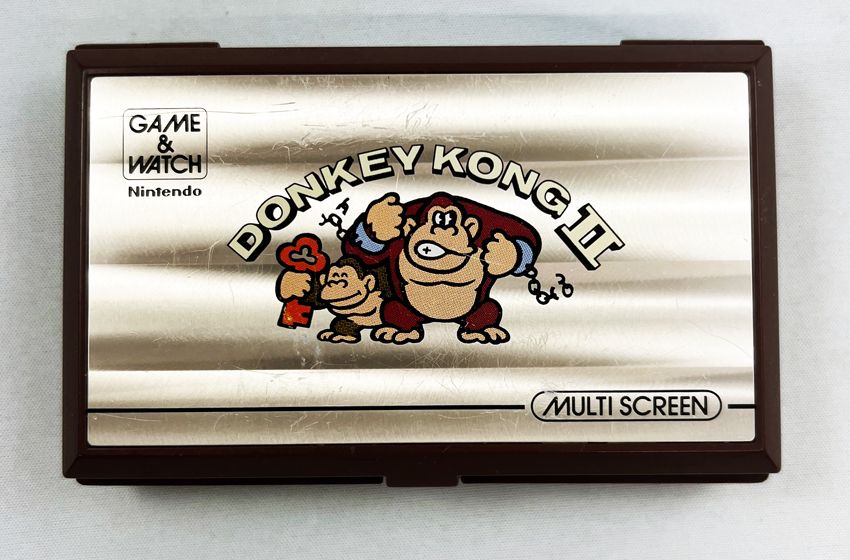 GAME
&
WATCH
Nintendo
DONKEY KONG II
MULTI SCREEN